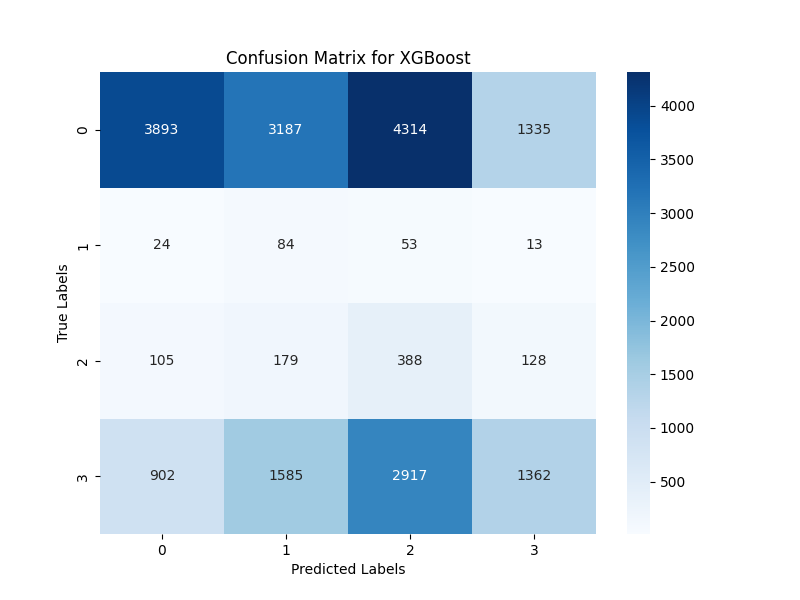 Confusion Matrix for XGBoost
0 3893 3187 4314 1335
1 24 84 53 13
2 105 179 388 128
3 902 1585 2917 1362
0 1 2 3
Predicted Labels
True Labels
4000
3500
3000
2500
2000
1500
1000
500